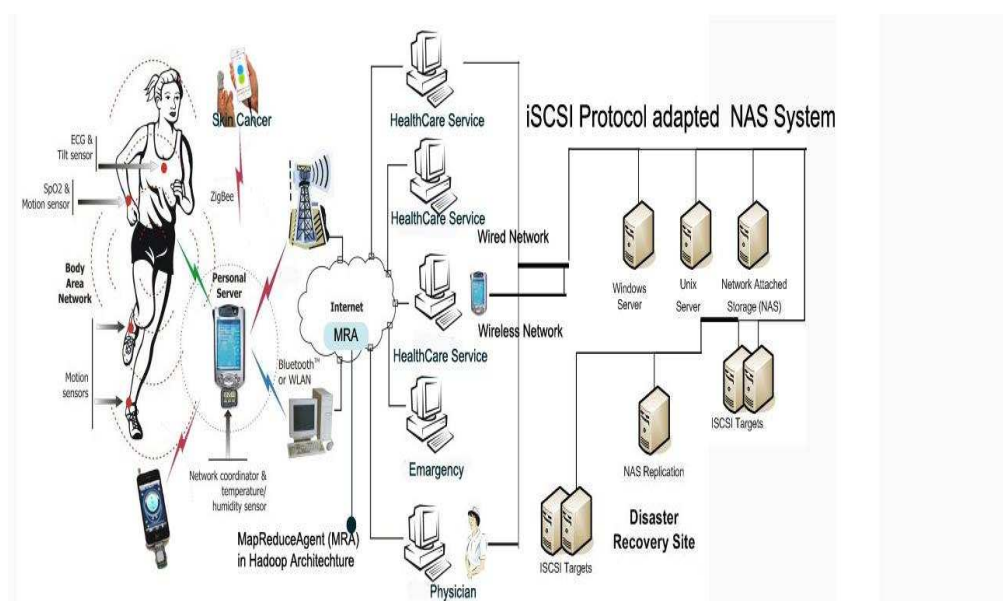 ECG &
Tilt sensor
SpO2 &
Motion sensor
Body
Area
Network
Motion
sensors
Skin Cancer
ZigBee
Personal
Server
Bluetooth™
or WLAN
Network coordinator &
temperature/
humidity sensor
Internet
MRA
MapReduceAgent (MRA)
in Hadoop Architechture
HealthCare Service
HealthCare Service
HealthCare Service
Emargency
Physician
Wired Network
Wireless Network
iSCSI Protocol adapted NAS System
Windows
Server
Unix
Server
Network Attached
Storage (NAS)
ISCSI Targets
NAS Replication
ISCSI Targets
Disaster
Recovery Site